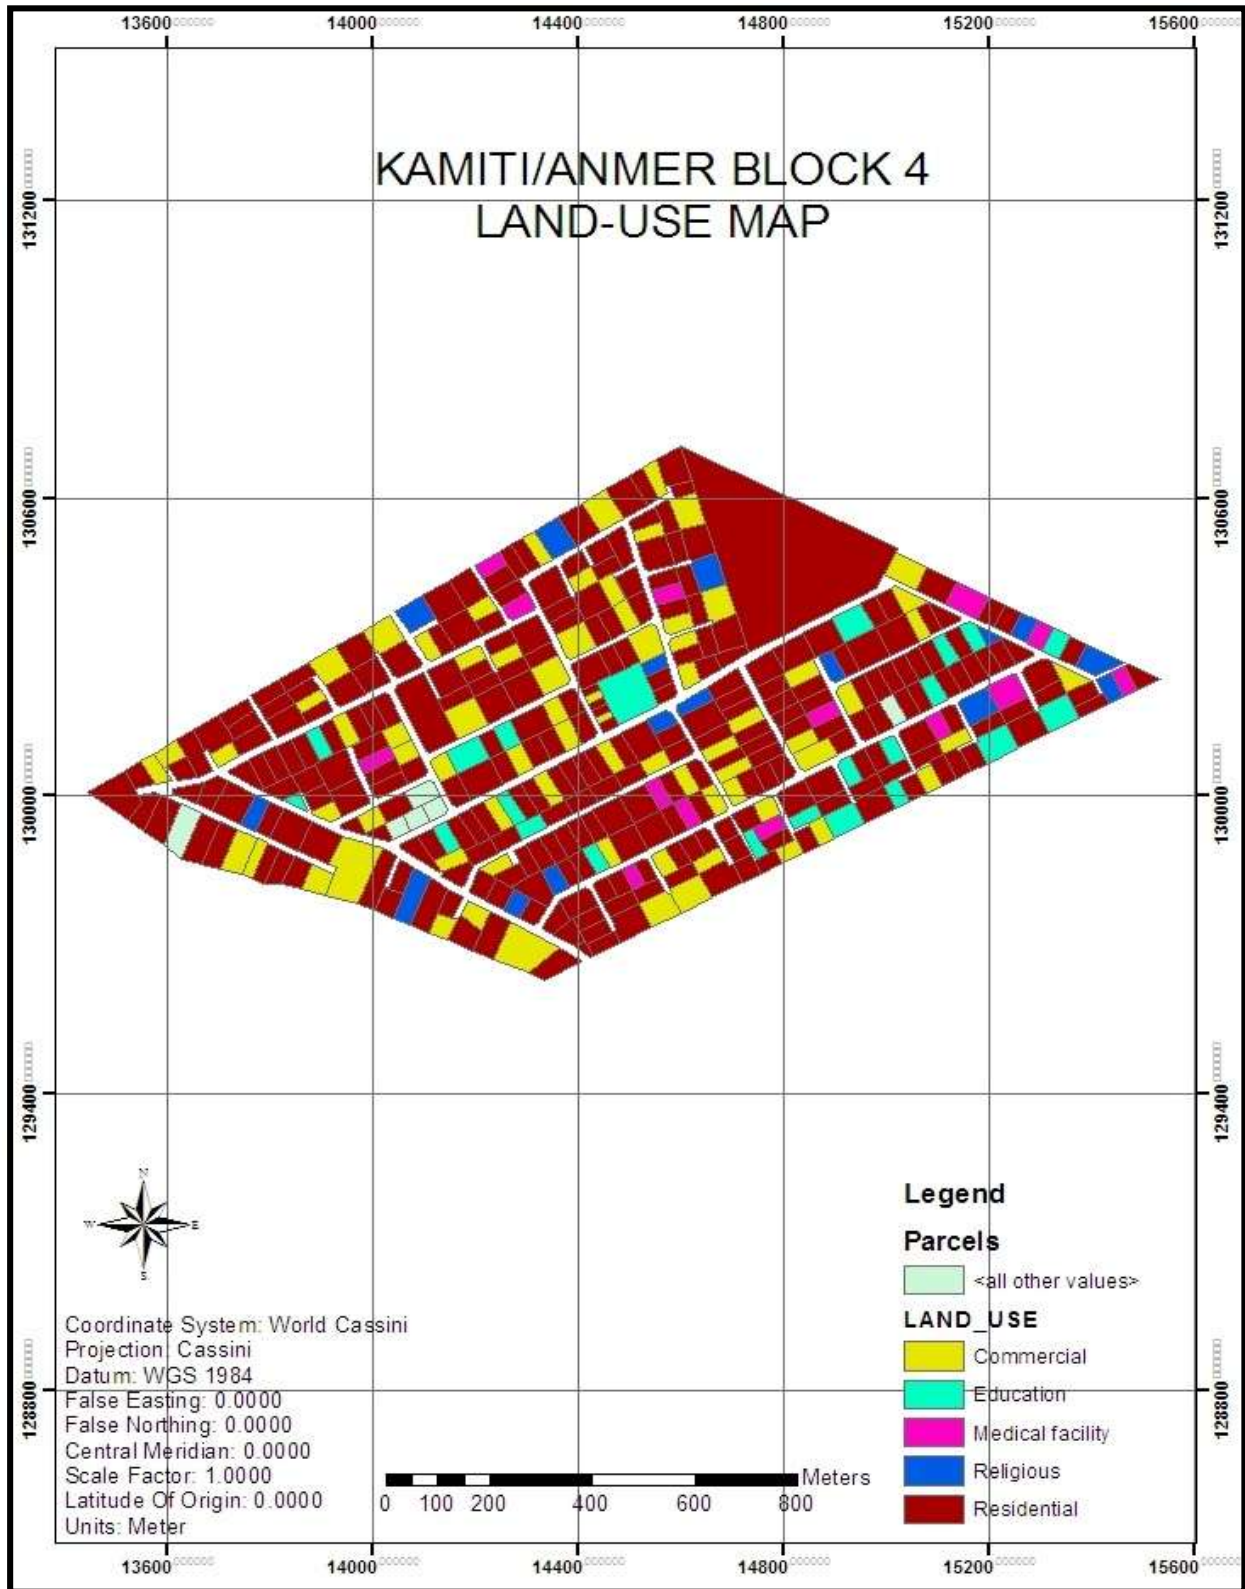 13600 14000 14400 14800 15200 15600
KAMITI/ANMER BLOCK 4
LAND-USE MAP
131200 131200
130600 130600
130000 130000
129400 129400
128800 128800
N
W E
S
Coordinate System: World Cassini
Projection: Cassini
Datum: WGS 1984
False Easting: 0.0000
False Northing: 0.0000
Central Meridian: 0.0000
Scale Factor: 1.0000
Latitude Of Origin: 0.0000
Units: Meter
Meters
0 100 200 400 600 800
Legend
Parcels
<all other values>
LAND_USE
Commercial
Education
Medical facility
Religious
Residential
13600 14000 14400 14800 15200 15600